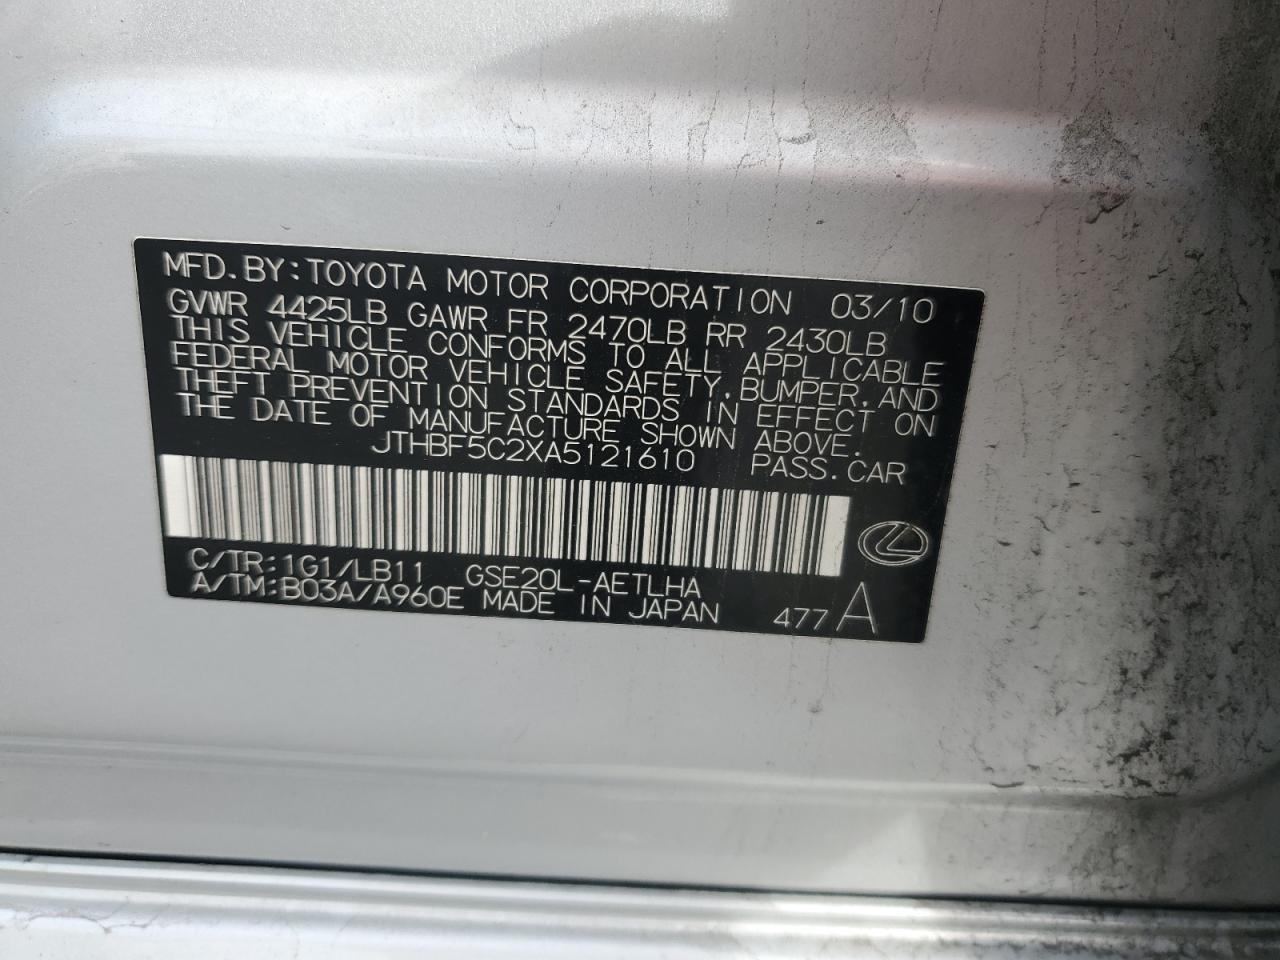 MFD. BY: TOYOTA MOTOR CORPORATION 03/10
GVWR 4425LB GAWR FR 2470LB RR 2430LB
THIS VEHICLE CONFORMS TO ALL APPLICABLE
FEDERAL MOTOR VEHICLE SAFETY, BUMPER, AND
THEFT PREVENTION STANDARDS IN EFFECT ON
THE DATE OF MANUFACTURE SHOWN ABOVE.
JTHBF5C2XA5121610 PASS. CAR
C/TR: 1G1/LB11 GSE20L-AETLHA
A/TM: B03A/A960E MADE IN JAPAN 477 A